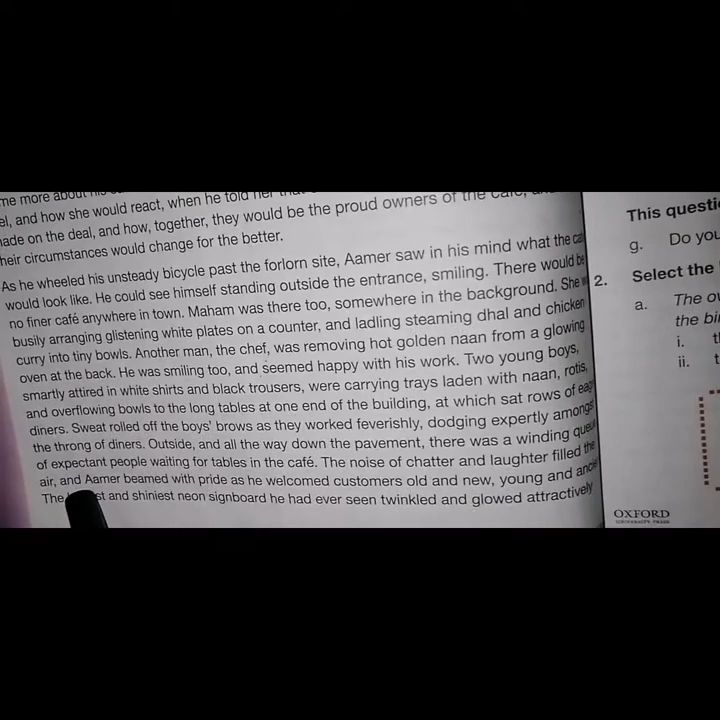 me more about his
el, and how she would react, when he told her that
made on the deal, and how, together, they would be the proud owners of the café,
heir circumstances would change for the better.
As he wheeled his unsteady bicycle past the forlorn site, Aamer saw in his mind what the ca
would look like. He could see himself standing outside the entrance, smiling. There would be
no finer café anywhere in town. Maham was there too, somewhere in the background. She w
busily arranging glistening white plates on a counter, and ladling steaming dhal and chicken
curry into tiny bowls. Another man, the chef, was removing hot golden naan from a glowing
oven at the back. He was smiling too, and seemed happy with his work. Two young boys,
smartly attired in white shirts and black trousers, were carrying trays laden with naan, rotis,
and overflowing bowls to the long tables at one end of the building, at which sat rows of eag
diners. Sweat rolled off the boys' brows as they worked feverishly, dodging expertly amongs
the throng of diners. Outside, and all the way down the pavement, there was a winding queu
of expectant people waiting for tables in the café. The noise of chatter and laughter filled the
air, and Aamer beamed with pride as he welcomed customers old and new, young and ancie
The st and shiniest neon signboard he had ever seen twinkled and glowed attractively
This questi
g. Do you
2. Select the
a. The ov
the bi
i. t
ii. t
OXFORD
UNIVERSITY PRESS